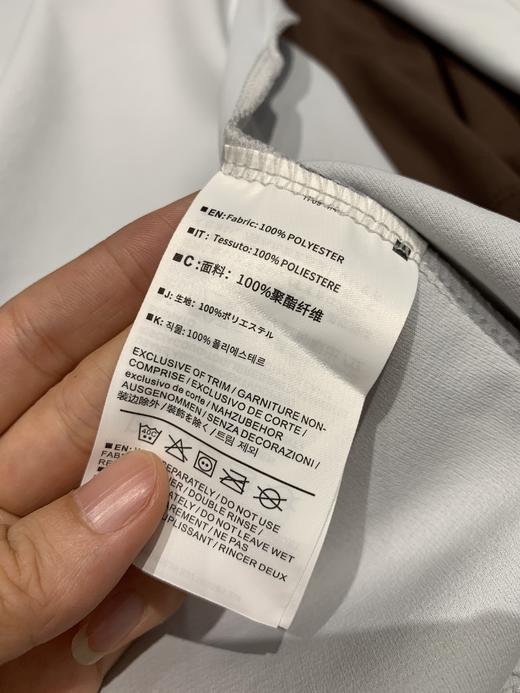 ■EN: Fabric: 100% POLYESTER
■IT: Tessuto: 100% POLIESTERE
■C:面料: 100%聚酯纤维
■J: 生地: 100%ポリエステル
■K: 직물: 100% 폴리에스테르
EXCLUSIVE OF TRIM / GARNITURE NON-
COMPRISE / EXCLUSIVO DE CORTE /
exclusivo de corte / NAHZUBEHOR
AUSGENOMMEN / SENZA DECORAZIONI /
装边除外 / 装飾を除く / 트림 제외
40C
■EN:
SEPARATELY / DO NOT USE
FAB
/ DOUBLE RINSE /
RE
/ DO NOT LEAVE WET
/ NE PAS
/ RINCER DEUX